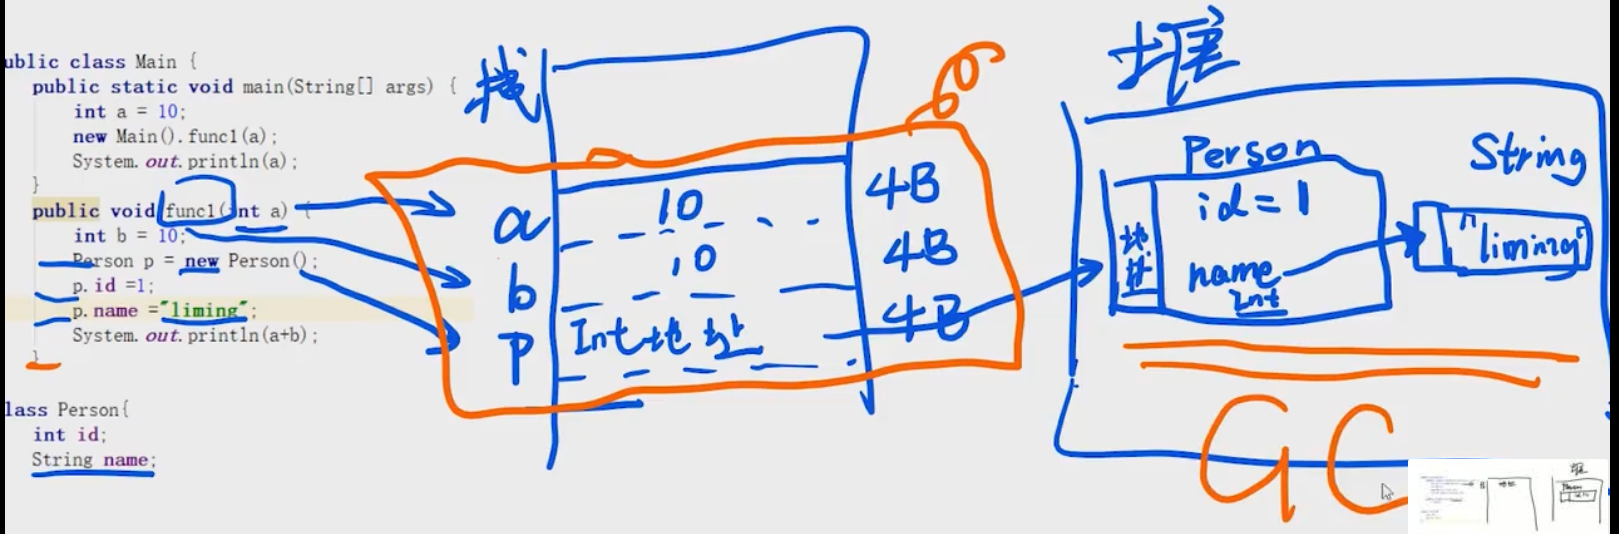 ublic class Main {
public static void main(String[] args) {
int a = 10;
new Main().func1(a);
System.out.println(a);
}
public void func1(int a) {
int b = 10;
Person p = new Person();
p.id =1;
p.name ="liming";
System.out.println(a+b);
}
lass Person{
int id;
String name;
栈
a 10 4B
b 10 4B
p Int地址 4B
堆
Person
String
地址
id = 1
name
Int
"liming"
GC